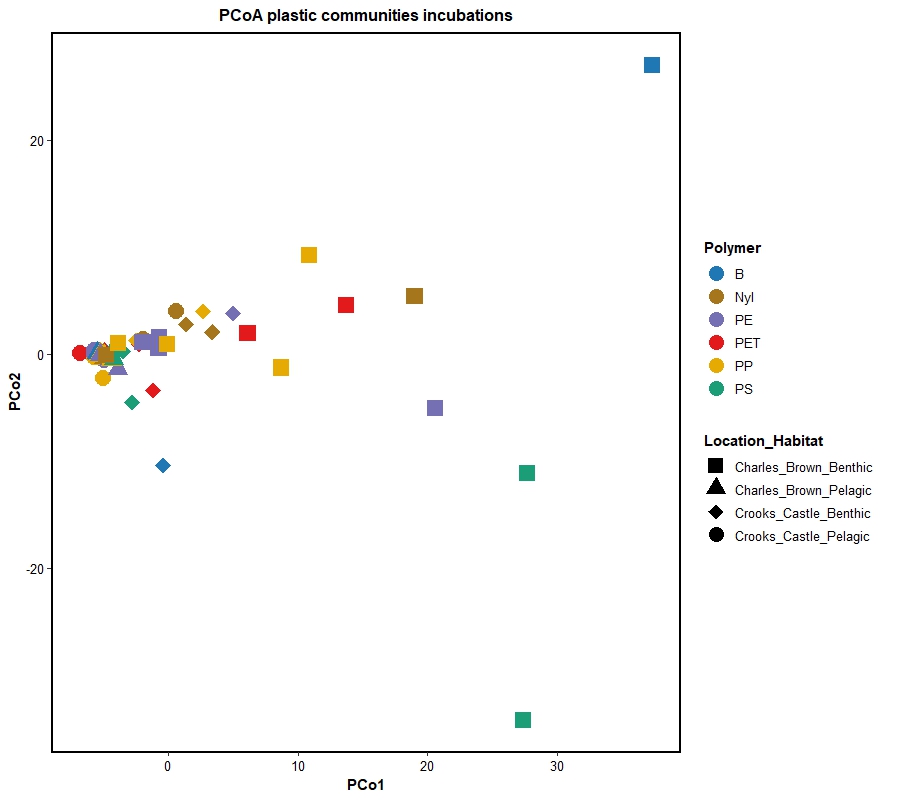 PCoA plastic communities incubations
20
0
-20
PCo2
0 10 20 30
PCo1
Polymer
B
Nyl
PE
PET
PP
PS
Location_Habitat
Charles_Brown_Benthic
Charles_Brown_Pelagic
Crooks_Castle_Benthic
Crooks_Castle_Pelagic